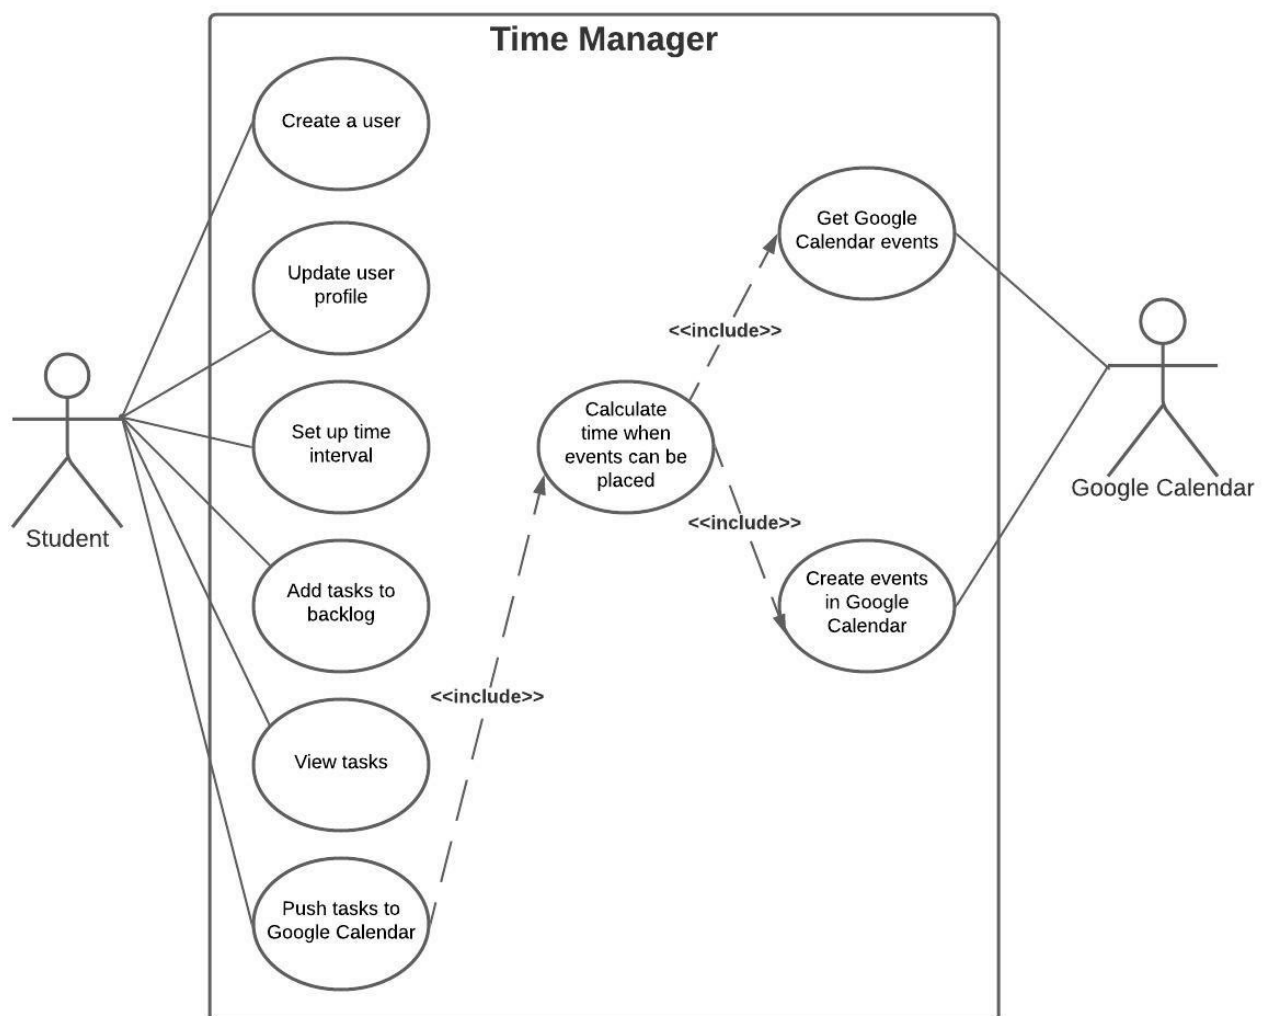 Time Manager
Create a user
Update user
profile
Set up time
interval
Add tasks to
backlog
View tasks
Push tasks to
Google Calendar
<<include>>
Calculate
time when
events can be
placed
<<include>>
<<include>>
Get Google
Calendar events
Create events
in Google
Calendar
Student
Google Calendar